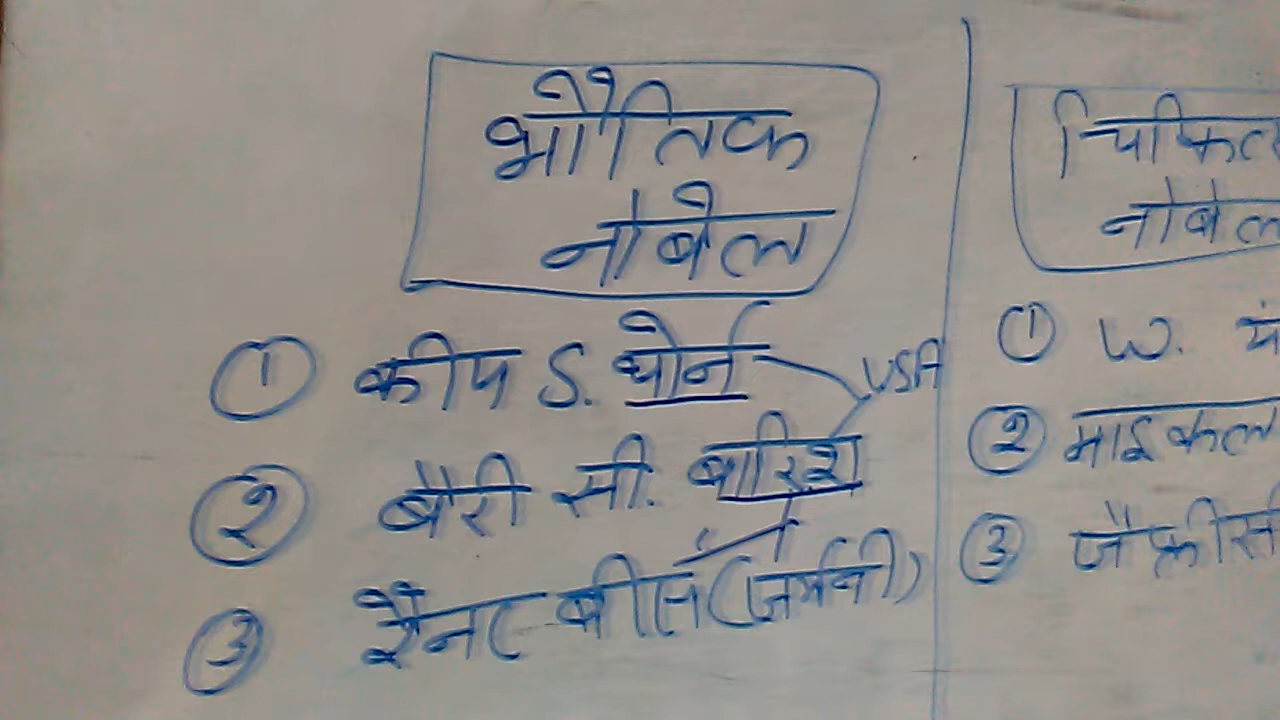 भौतिक
नोबेल
① कीप S. थोर्न
USA
② बैरी सी. बारिश
③ रैनर बीस (जर्मनी)
चिकित्
नोबेल
① W. यं
② माइकल
③ जैफ्रीस